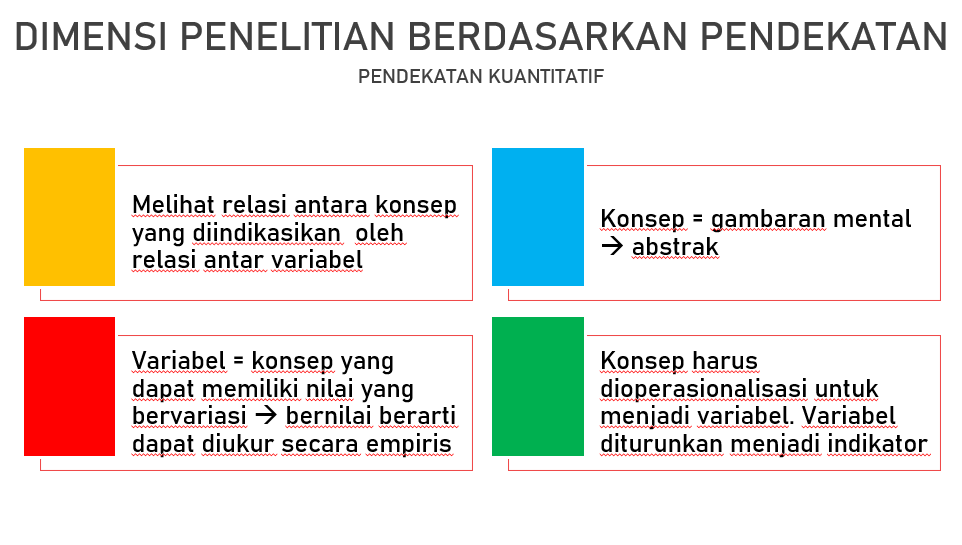 DIMENSI PENELITIAN BERDASARKAN PENDEKATAN
PENDEKATAN KUANTITATIF
Melihat relasi antara konsep
yang diindikasikan  oleh
relasi antar variabel
Konsep = gambaran mental
→ abstrak
Variabel = konsep yang
dapat memiliki nilai yang
bervariasi → bernilai berarti
dapat diukur secara empiris
Konsep harus
dioperasionalisasi untuk
menjadi variabel. Variabel
diturunkan menjadi indikator